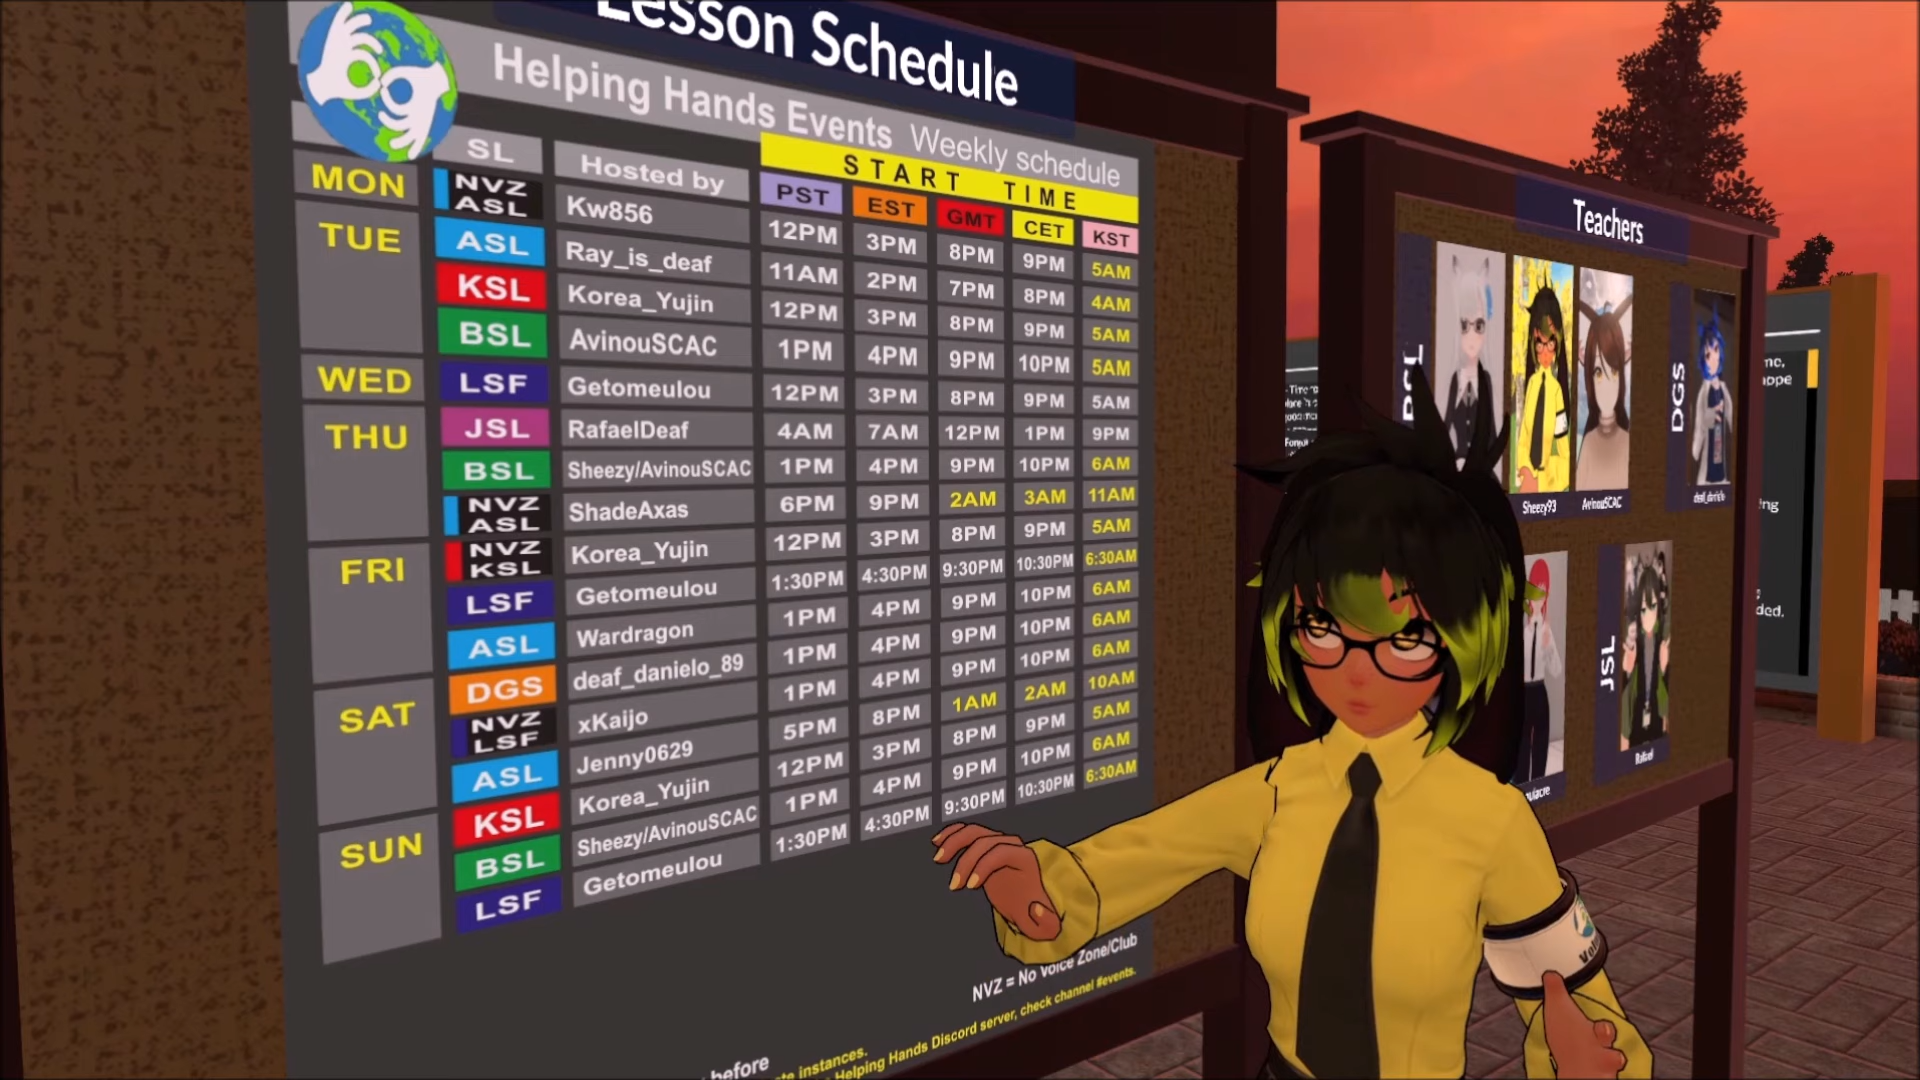 Lesson Schedule
Helping Hands Events Weekly schedule
START TIME
SL Hosted by PST EST GMT CET KST
MON NVZ ASL Kw856 12PM 3PM 8PM 9PM 5AM
TUE ASL Ray_is_deaf 11AM 2PM 7PM 8PM 4AM
KSL Korea_Yujin 12PM 3PM 8PM 9PM 5AM
BSL AvinouSCAC 1PM 4PM 9PM 10PM 5AM
WED LSF Getomeulou 12PM 3PM 8PM 9PM 5AM
THU JSL RafaelDeaf 4AM 7AM 12PM 1PM 9PM
BSL Sheezy/AvinouSCAC 1PM 4PM 9PM 10PM 6AM
NVZ ASL ShadeAxas 6PM 9PM 2AM 3AM 11AM
FRI NVZ KSL Korea_Yujin 12PM 3PM 8PM 9PM 5AM
LSF Getomeulou 1:30PM 4:30PM 9:30PM 10:30PM 6:30AM
ASL Wardragon 1PM 4PM 9PM 10PM 6AM
SAT DGS deaf_danielo_89 1PM 4PM 9PM 10PM 6AM
NVZ LSF xKaijo 1PM 4PM 9PM 10PM 6AM
ASL Jenny0629 5PM 8PM 1AM 2AM 10AM
SUN KSL Korea_Yujin 12PM 3PM 8PM 9PM 5AM
BSL Sheezy/AvinouSCAC 1PM 4PM 9PM 10PM 6AM
LSF Getomeulou 1:30PM 4:30PM 9:30PM 10:30PM 6:30AM
NVZ = No Voice Zone/Club
before
instances.
Helping Hands Discord server, check channel #events.
Teachers
DGS
Sheezy93 AvinouSCAC deaf_danielo
JSL
Rafael